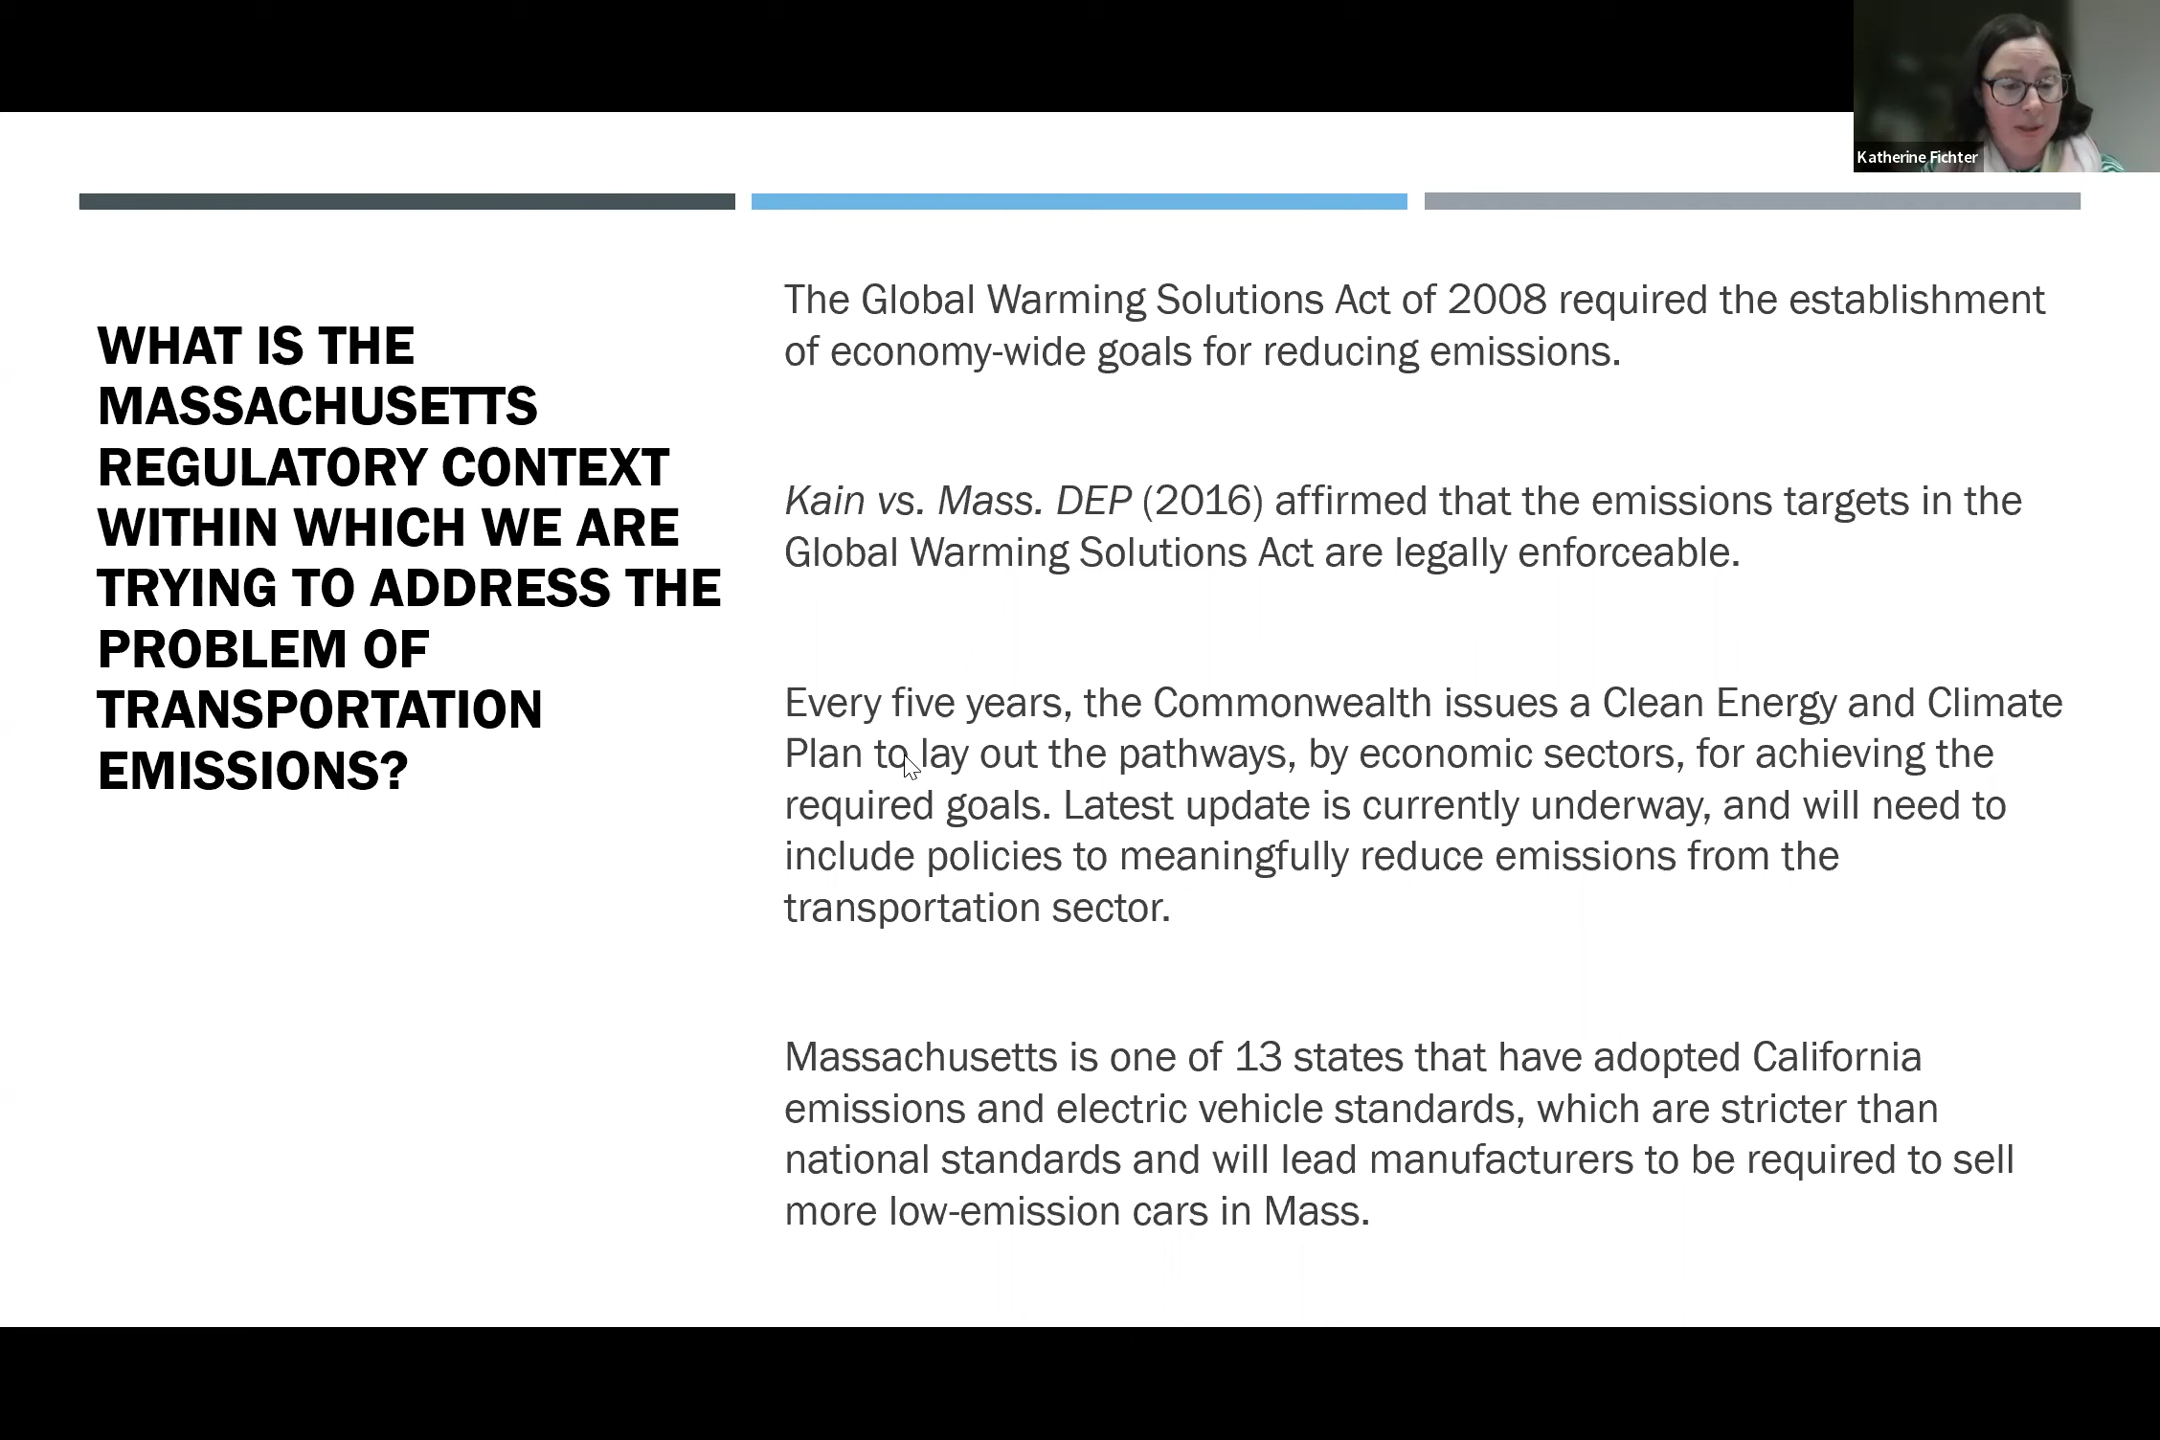 Katherine Fichter
WHAT IS THE
MASSACHUSETTS
REGULATORY CONTEXT
WITHIN WHICH WE ARE
TRYING TO ADDRESS THE
PROBLEM OF
TRANSPORTATION
EMISSIONS?
The Global Warming Solutions Act of 2008 required the establishment
of economy-wide goals for reducing emissions.
Kain vs. Mass. DEP (2016) affirmed that the emissions targets in the
Global Warming Solutions Act are legally enforceable.
Every five years, the Commonwealth issues a Clean Energy and Climate
Plan to lay out the pathways, by economic sectors, for achieving the
required goals. Latest update is currently underway, and will need to
include policies to meaningfully reduce emissions from the
transportation sector.
Massachusetts is one of 13 states that have adopted California
emissions and electric vehicle standards, which are stricter than
national standards and will lead manufacturers to be required to sell
more low-emission cars in Mass.